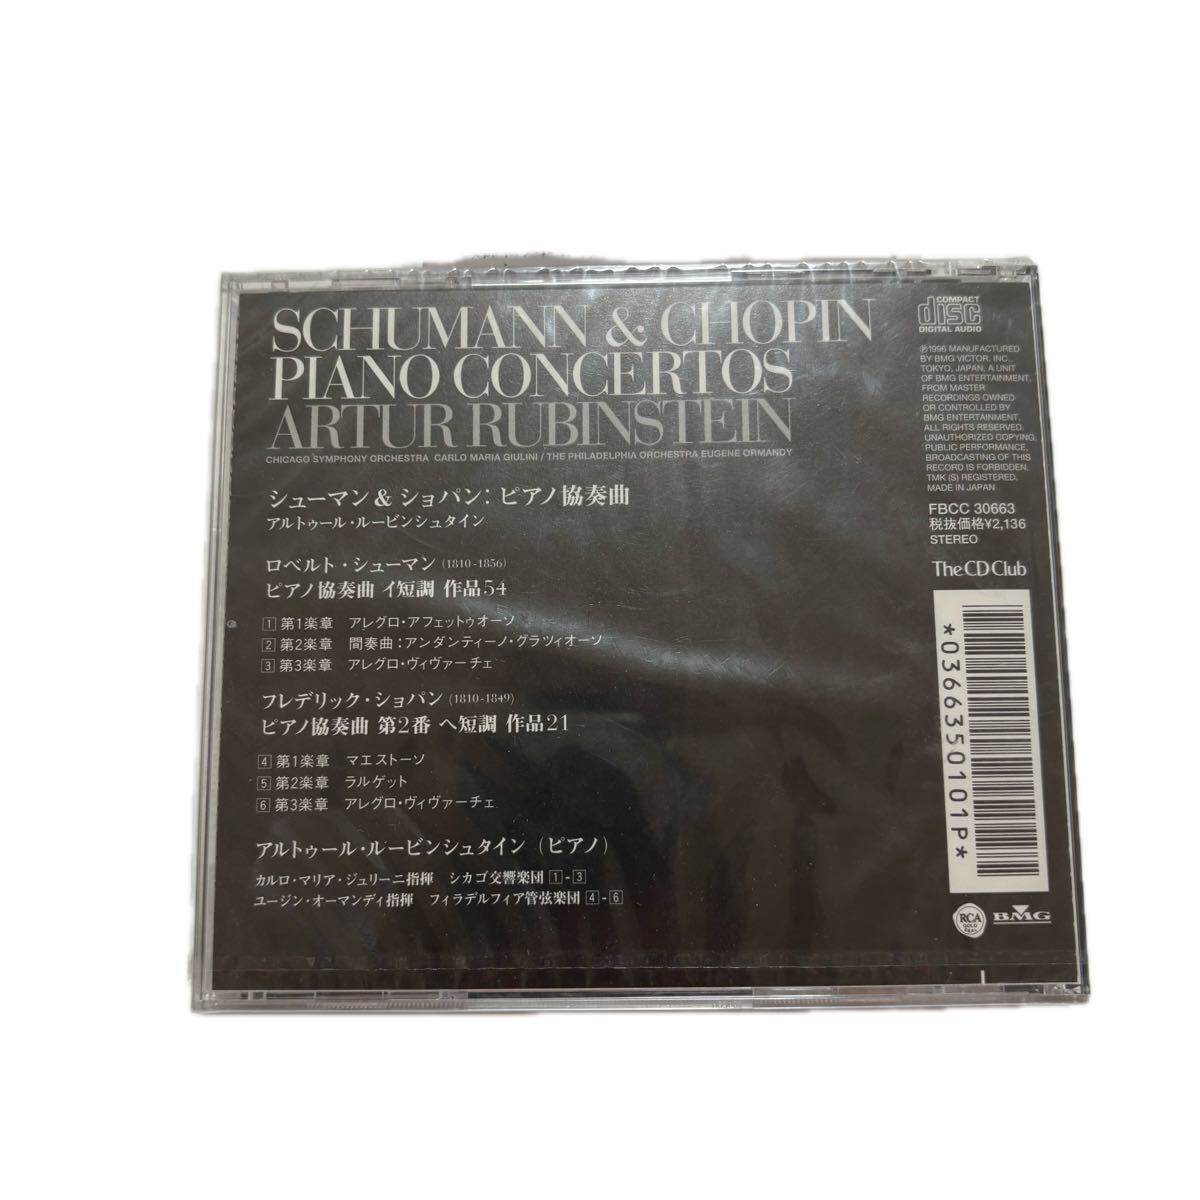 SCHUMANN & CHOPIN
PIANO CONCERTOS
ARTUR RUBINSTEIN
CHICAGO SYMPHONY ORCHESTRA CARLO MARIA GIULINI / THE PHILADELPHIA ORCHESTRA EUGENE ORMANDY
シューマン & ショパン: ピアノ協奏曲
アルトゥール・ルービンシュタイン
ロベルト・シューマン (1810-1856)
ピアノ協奏曲 イ短調 作品54
1 第1楽章 アレグロ・アフェットゥオーソ
2 第2楽章 間奏曲:アンダンティーノ・グラツィオーソ
3 第3楽章 アレグロ・ヴィヴァーチェ
フレデリック・ショパン (1810-1849)
ピアノ協奏曲 第2番 ヘ短調 作品21
4 第1楽章 マエストーソ
5 第2楽章 ラルゲット
6 第3楽章 アレグロ・ヴィヴァーチェ
アルトゥール・ルービンシュタイン (ピアノ)
カルロ・マリア・ジュリーニ指揮 シカゴ交響楽団 1-3
ユージン・オーマンディ指揮 フィラデルフィア管弦楽団 4-6
COMPACT
disc
DIGITAL AUDIO
℗1996 MANUFACTURED
BY BMG VICTOR, INC.,
TOKYO, JAPAN, A UNIT
OF BMG ENTERTAINMENT.
FROM MASTER
RECORDINGS OWNED
OR CONTROLLED BY
BMG ENTERTAINMENT.
ALL RIGHTS RESERVED.
UNAUTHORIZED COPYING,
PUBLIC PERFORMANCE,
BROADCASTING OF THIS
RECORD IS FORBIDDEN.
TMK (S) REGISTERED.
MADE IN JAPAN
FBCC 30663
税抜価格¥2,136
STEREO
The CD Club
*0366350101P*
RCA
GOLD
SEAL
BMG